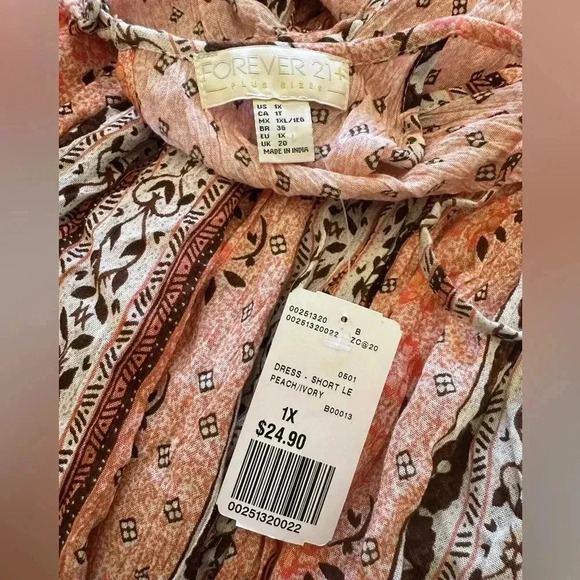 FOREVER 21+
PLUS SIZES
US 1X
CA 1T
MX 1XL/1EG
BR 36
EU 1X
UK 20
MADE IN INDIA
00251320 B
00251320022 ZC@20
0501
DRESS - SHORT LE
PEACH/IVORY B00013
1X
$24.90
00251320022